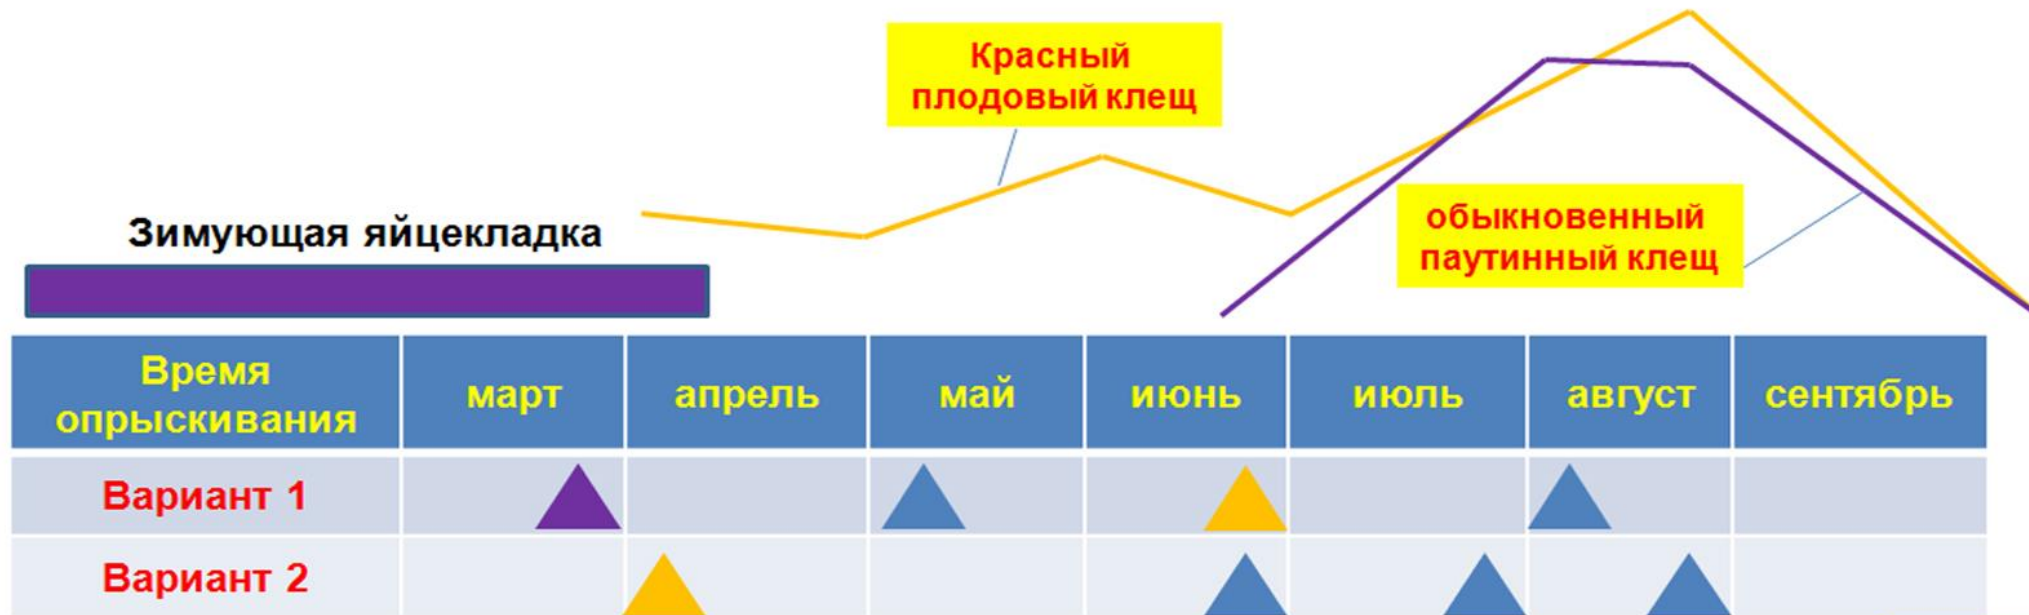 Красный
плодовый клещ
обыкновенный
паутинный клещ
Зимующая яйцекладка
Время
опрыскивания
март
апрель
май
июнь
июль
август
сентябрь
Вариант 1
Вариант 2